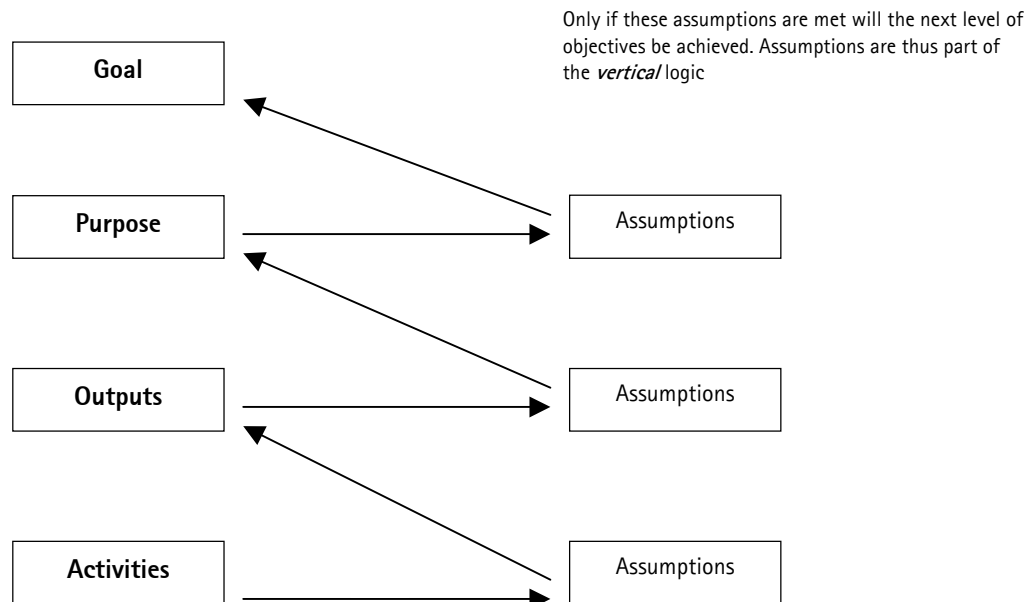 Only if these assumptions are met will the next level of
objectives be achieved. Assumptions are thus part of
the vertical logic
Goal
Purpose
Assumptions
Outputs
Assumptions
Activities
Assumptions